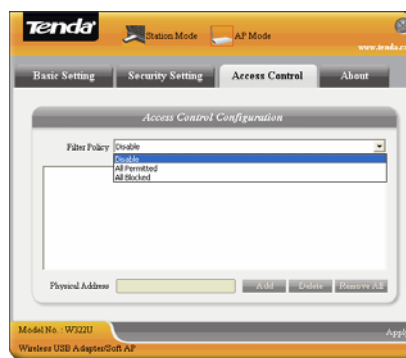 Tenda
Station Mode AP Mode
www.tenda.c
Basic Setting Security Setting Access Control About
Access Control Configuration
Filter Policy Disable
Disable
All Permitted
All Blocked
Physical Address Add Delete Remove All
Model No. : W322U Appl
Wireless USB Adapter/Soft AP